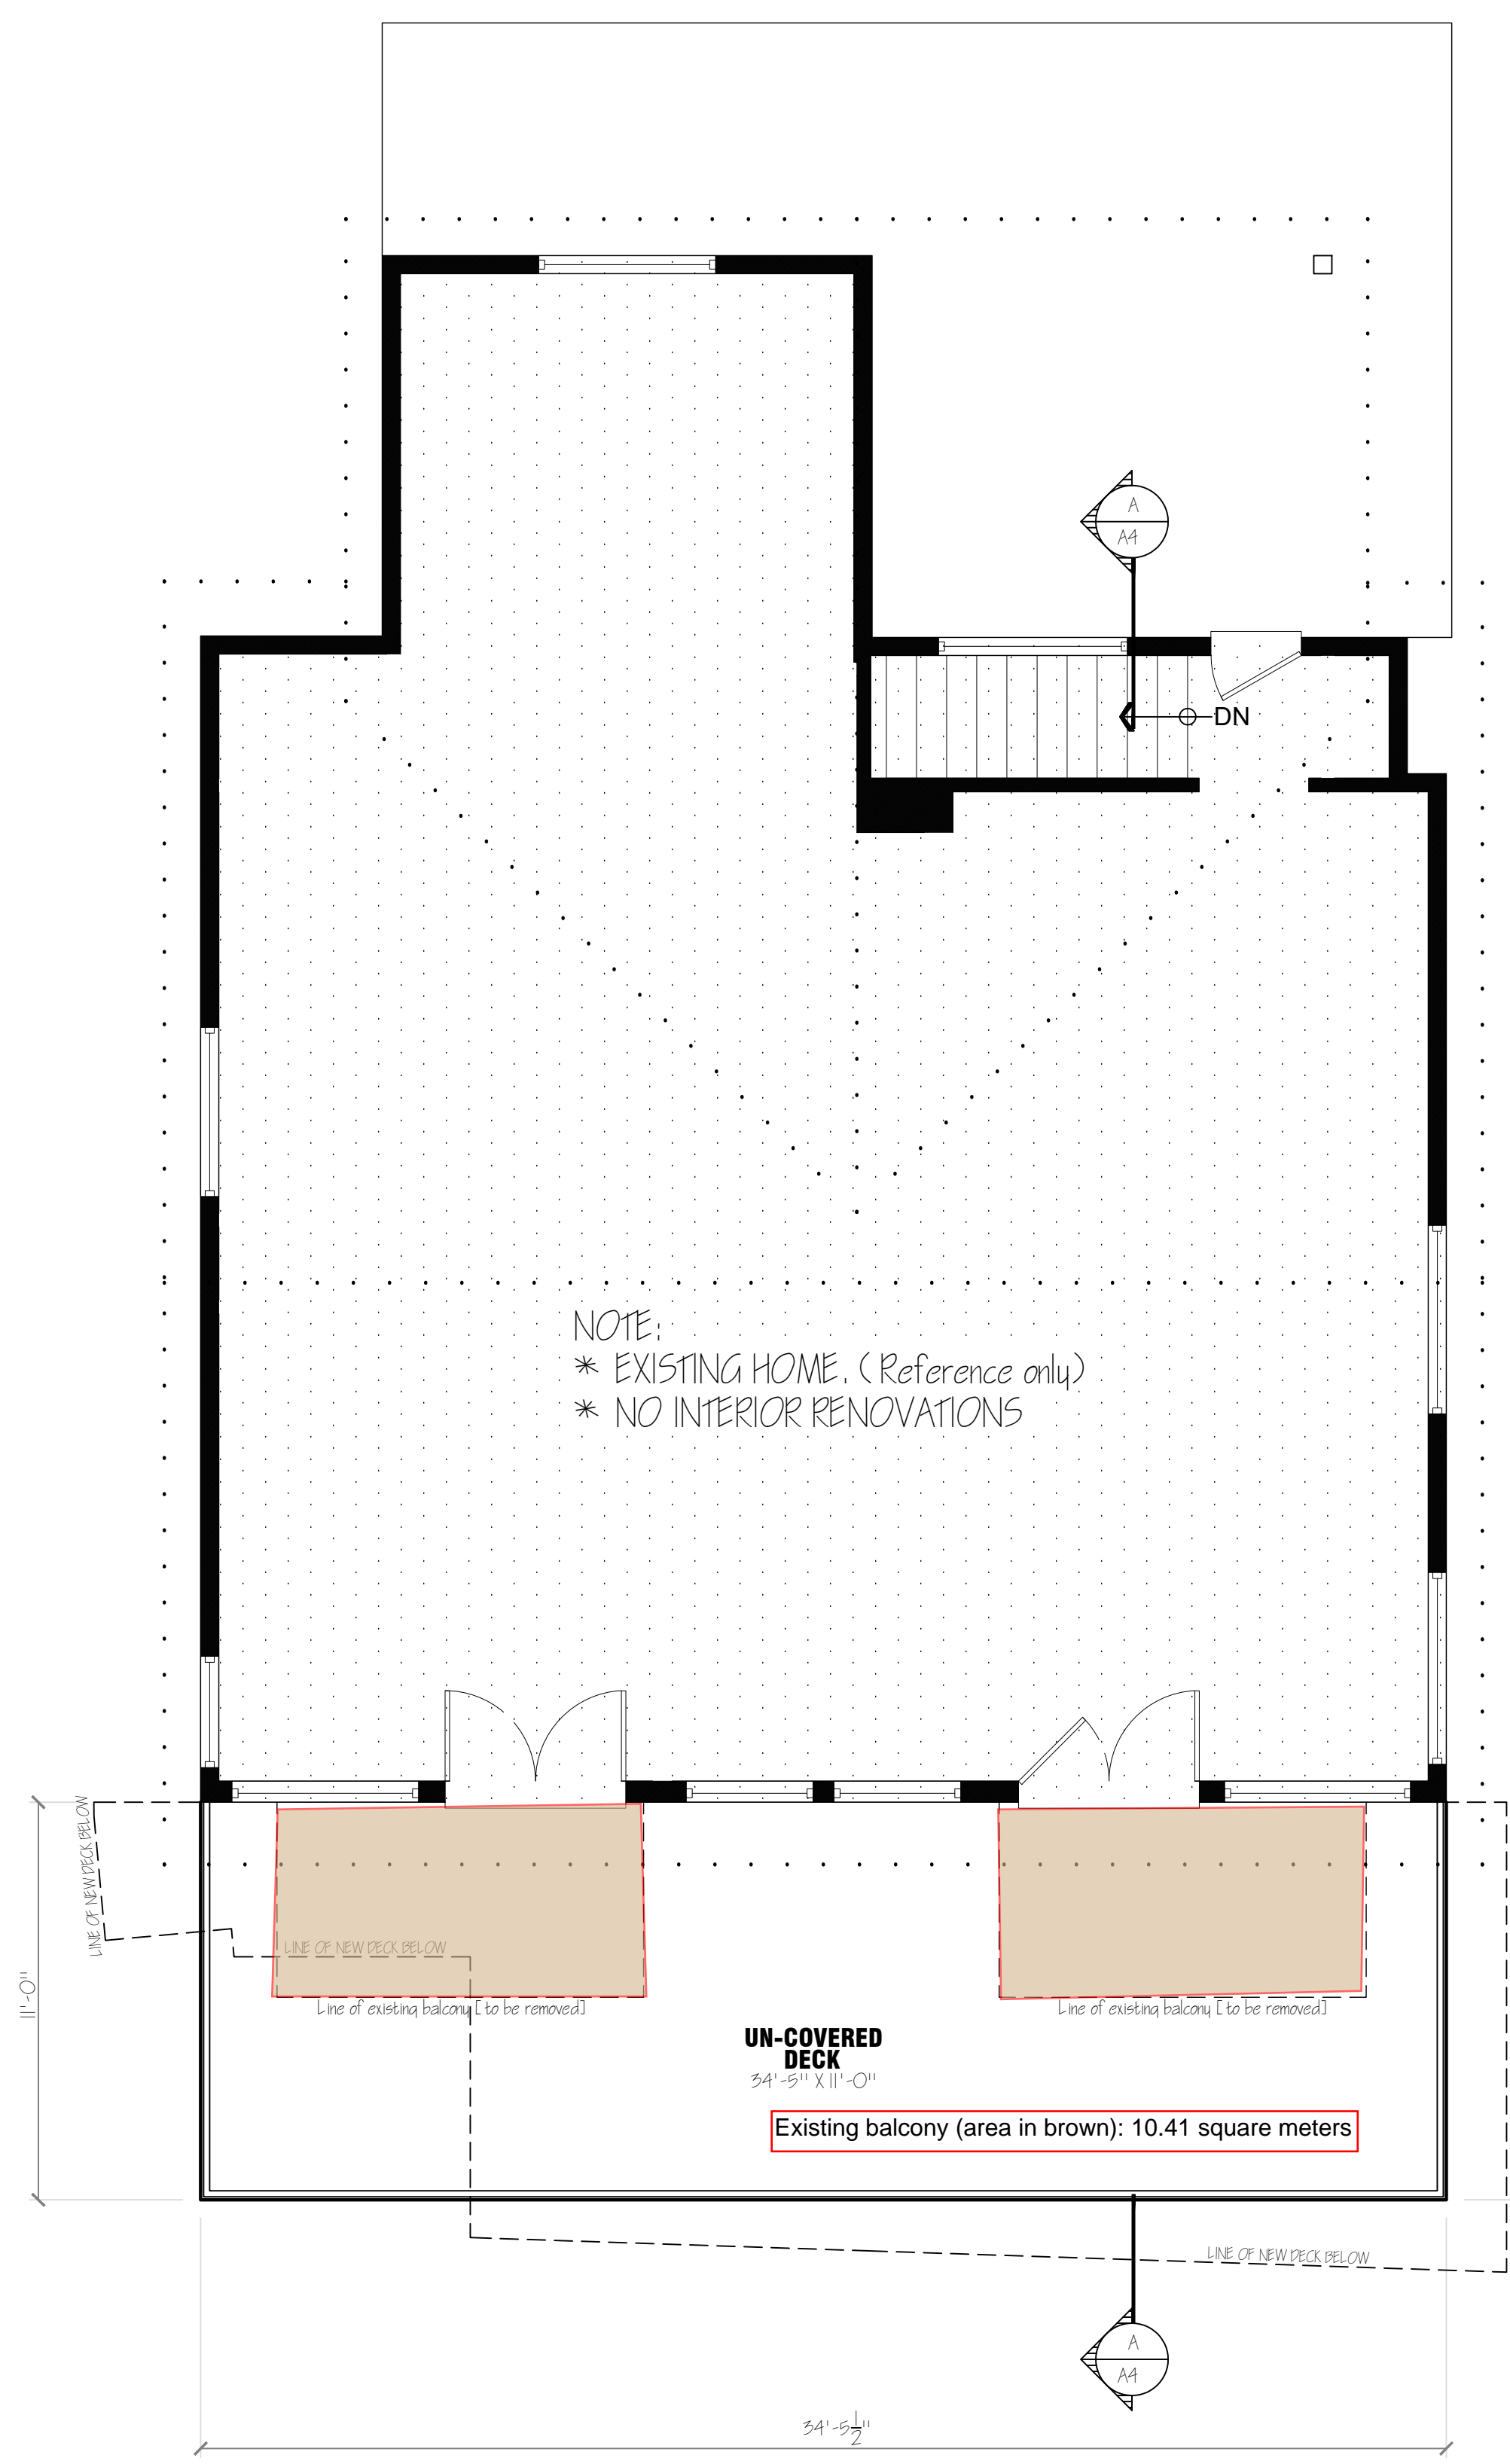 A
A4
DN
NOTE:
* EXISTING HOME. (Reference only)
* NO INTERIOR RENOVATIONS
LINE OF NEW DECK BELOW
LINE OF NEW DECK BELOW
11'-0"
Line of existing balcony [to be removed]
Line of existing balcony [to be removed]
UN-COVERED
DECK
34'-5" X 11'-0"
Existing balcony (area in brown): 10.41 square meters
LINE OF NEW DECK BELOW
A
A4
34'-5 1/2"